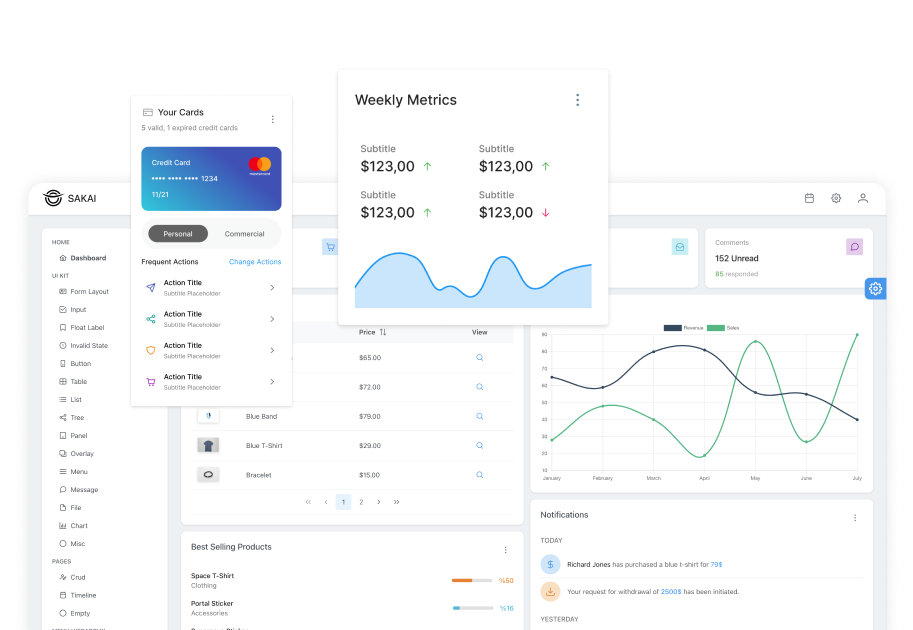 Weekly Metrics
Subtitle
$123,00
Subtitle
$123,00
Subtitle
$123,00
Subtitle
$123,00
Your Cards
5 valid, 1 expired credit cards
Credit Card
•••• •••• •••• 1234
mastercard
11/21
Personal
Commercial
Frequent Actions
Change Actions
Action Title
Subtitle Placeholder
Action Title
Subtitle Placeholder
Action Title
Subtitle Placeholder
Action Title
Subtitle Placeholder
SAKAI
HOME
Dashboard
UI KIT
Form Layout
Input
Float Label
Invalid State
Button
Table
List
Tree
Panel
Overlay
Menu
Message
File
Chart
Misc
PAGES
Crud
Timeline
Empty
Comments
152 Unread
85 responded
Price
View
$65.00
$72.00
Blue Band
$79.00
Blue T-Shirt
$29.00
Bracelet
$15.00
« ‹ 1 2 › »
Best Selling Products
Space T-Shirt
Clothing
%50
Portal Sticker
Accessories
%16
Revenue
Sales
90
80
70
60
50
40
30
20
10
January
February
March
April
May
June
July
Notifications
TODAY
Richard Jones has purchased a blue t-shirt for 79$
Your request for withdrawal of 2500$ has been initiated.
YESTERDAY